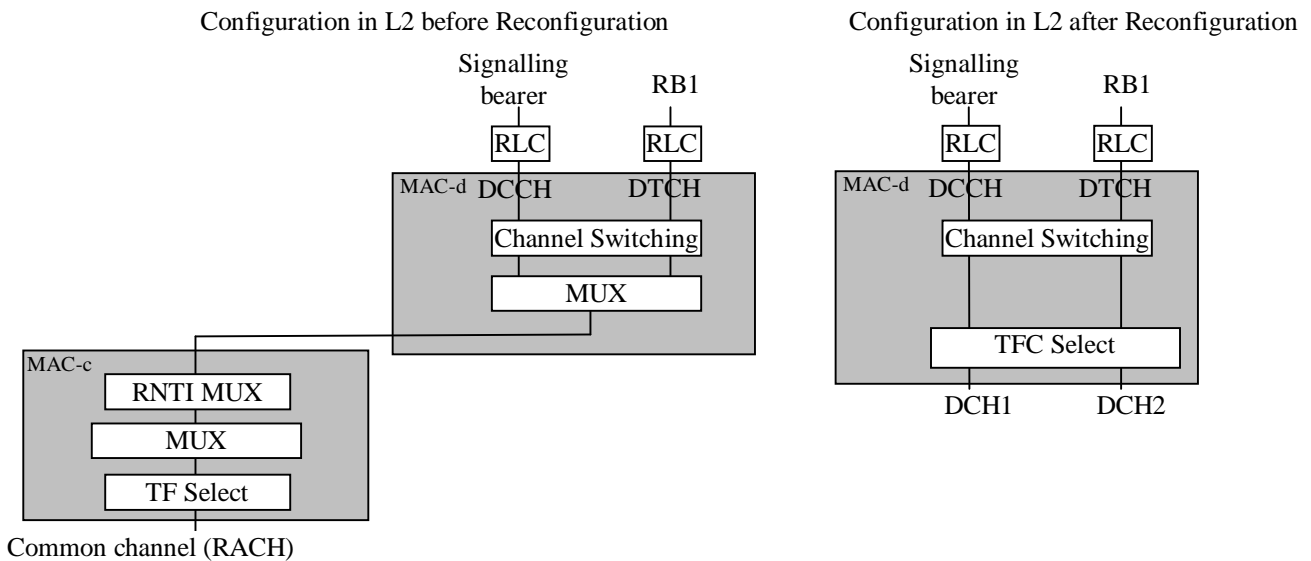 Configuration in L2 before Reconfiguration
Signalling
bearer
RB1
RLC
RLC
MAC-d
DCCH
DTCH
Channel Switching
MUX
MAC-c
RNTI MUX
MUX
TF Select
Common channel (RACH)
Configuration in L2 after Reconfiguration
Signalling
bearer
RB1
RLC
RLC
MAC-d
DCCH
DTCH
Channel Switching
TFC Select
DCH1
DCH2